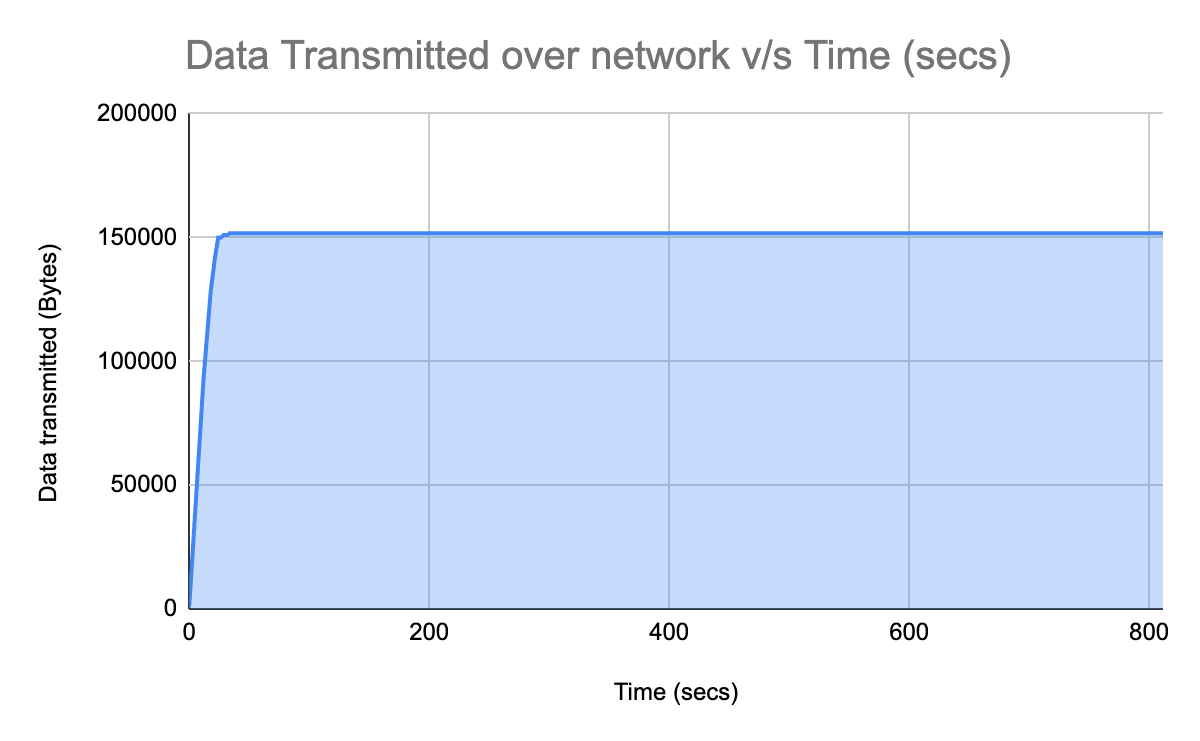 Data Transmitted over network v/s Time (secs)
200000
150000
100000
50000
0
Data transmitted (Bytes)
0 200 400 600 800
Time (secs)